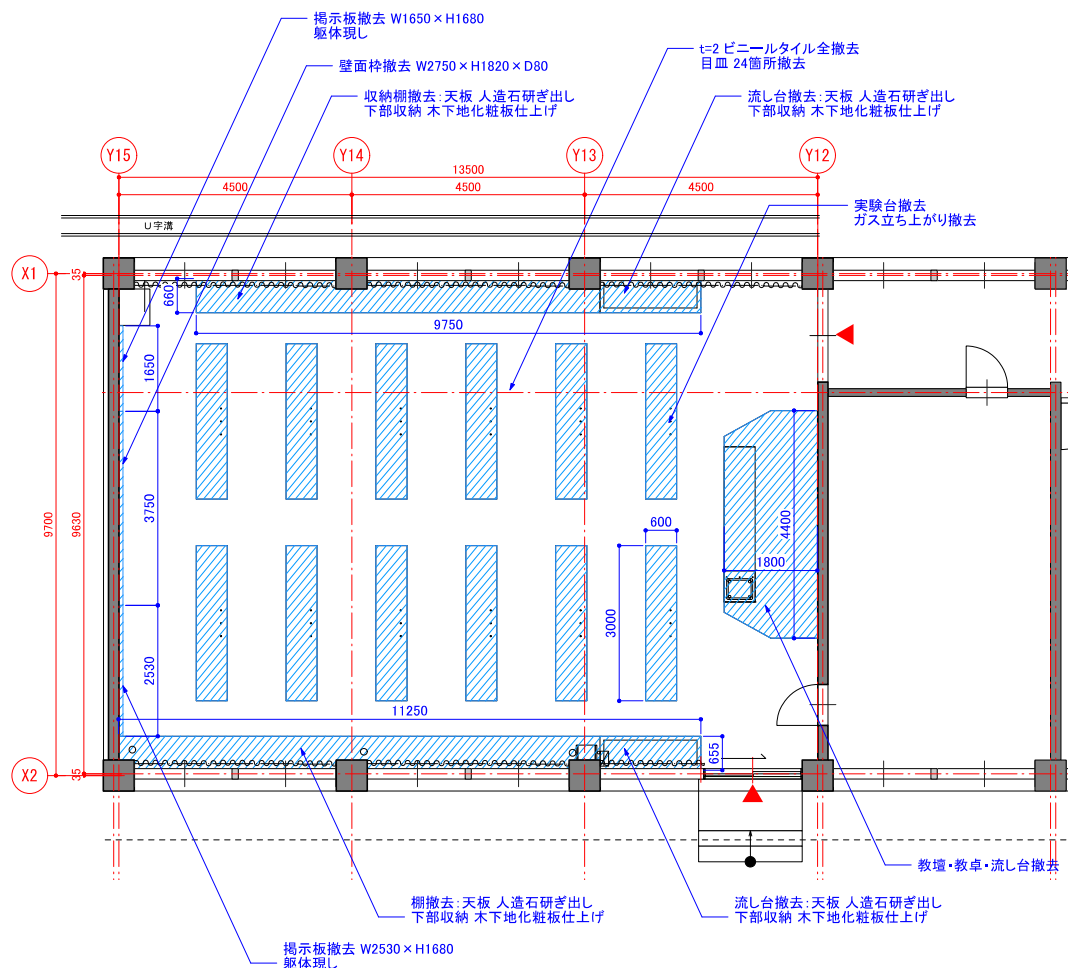 掲示板撤去 W1650×H1680
躯体現し
壁面枠撤去 W2750×H1820×D80
収納棚撤去:天板 人造石研ぎ出し
下部収納 木下地化粧板仕上げ
t=2 ビニールタイル全撤去
目皿 24箇所撤去
流し台撤去:天板 人造石研ぎ出し
下部収納 木下地化粧板仕上げ
Y15
Y14
Y13
Y12
13500
4500
4500
4500
実験台撤去
ガス立ち上がり撤去
U字溝
X1
35
660
9750
1650
3750
2530
9700
9630
600
3000
4400
1800
11250
655
X2
35
教壇・教卓・流し台撤去
棚撤去:天板 人造石研ぎ出し
下部収納 木下地化粧板仕上げ
流し台撤去:天板 人造石研ぎ出し
下部収納 木下地化粧板仕上げ
掲示板撤去 W2530×H1680
躯体現し